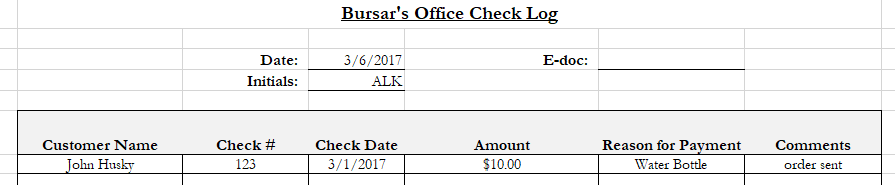 Bursar's Office Check Log
Date: 3/6/2017 E-doc:
Initials: ALK
Customer Name Check # Check Date Amount Reason for Payment Comments
John Husky 123 3/1/2017 $10.00 Water Bottle order sent